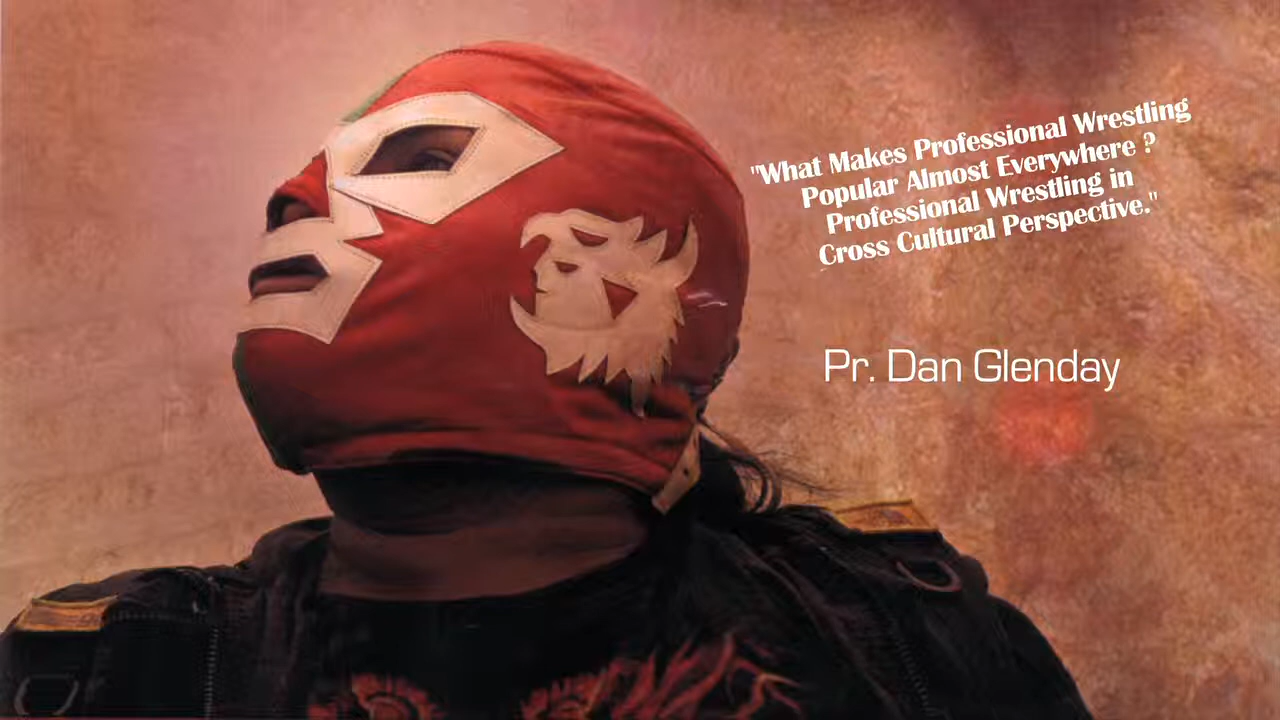 "What Makes Professional Wrestling
Popular Almost Everywhere ?
Professional Wrestling in
Cross Cultural Perspective."
Pr. Dan Glenday